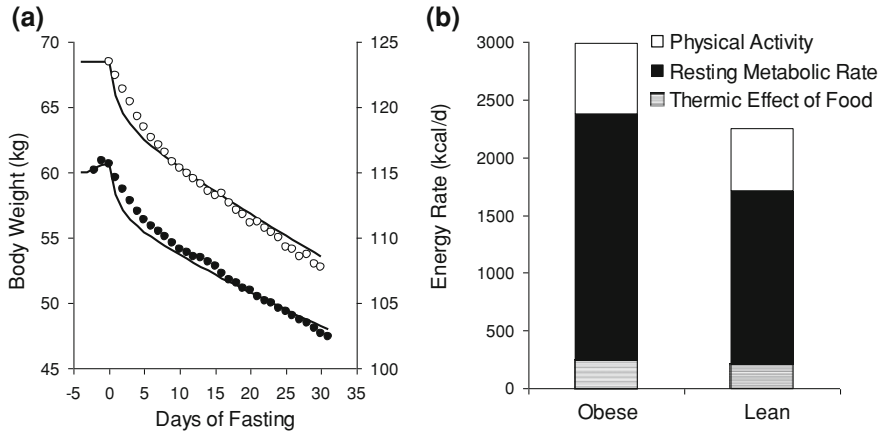 (a)
Body Weight (kg)
70
65
60
55
50
45
125
120
115
110
105
100
-5 0 5 10 15 20 25 30 35
Days of Fasting
(b)
Energy Rate (kcal/d)
3000
2500
2000
1500
1000
500
0
Physical Activity
Resting Metabolic Rate
Thermic Effect of Food
Obese Lean